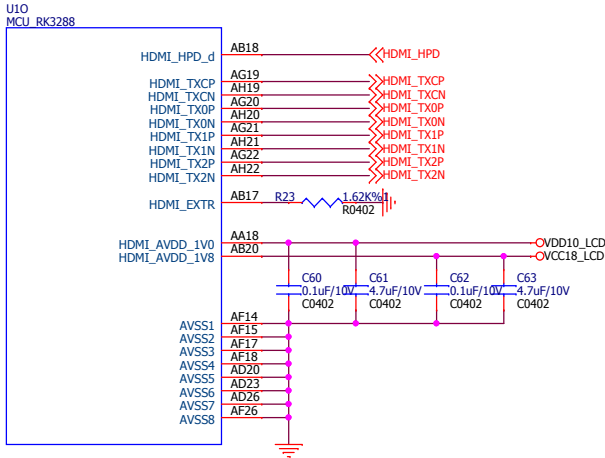 U1O
MCU_RK3288
HDMI_HPD_d AB18 HDMI_HPD
HDMI_TXCP AG19 HDMI_TXCP
HDMI_TXCN AH19 HDMI_TXCN
HDMI_TX0P AG20 HDMI_TX0P
HDMI_TX0N AH20 HDMI_TX0N
HDMI_TX1P AG21 HDMI_TX1P
HDMI_TX1N AH21 HDMI_TX1N
HDMI_TX2P AG22 HDMI_TX2P
HDMI_TX2N AH22 HDMI_TX2N
HDMI_EXTR AB17 R23 1.62K%1
R0402
HDMI_AVDD_1V0 AA18 VDD10_LCD
HDMI_AVDD_1V8 AB20 VCC18_LCD
C60 C61 C62 C63
0.1uF/10V 4.7uF/10V 0.1uF/10V 4.7uF/10V
C0402 C0402 C0402 C0402
AVSS1 AF14
AVSS2 AF15
AVSS3 AF17
AVSS4 AF18
AVSS5 AD20
AVSS6 AD23
AVSS7 AD26
AVSS8 AF26